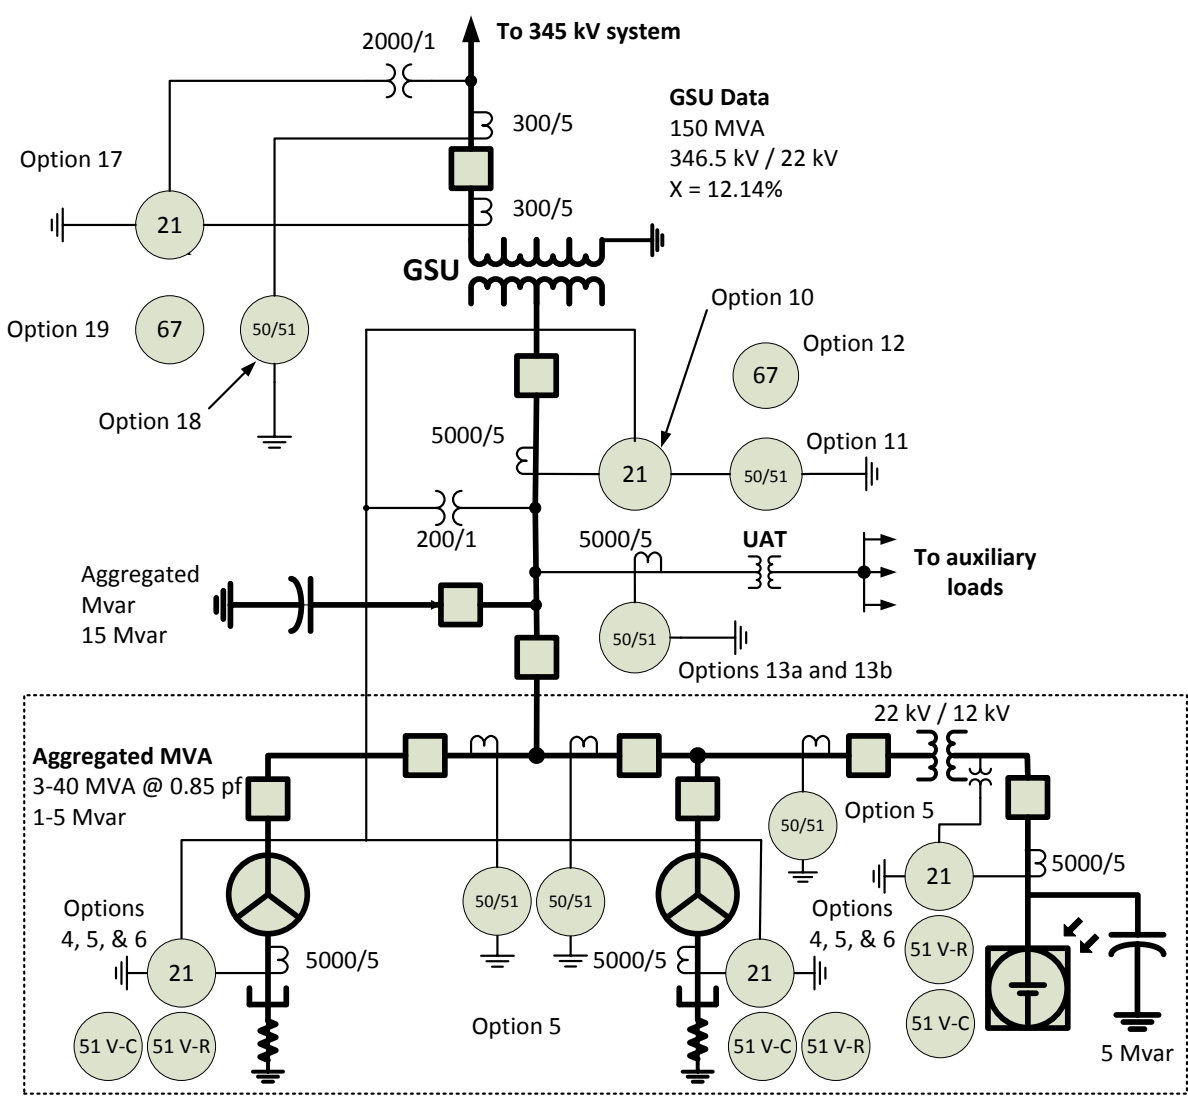 To 345 kV system
2000/1
GSU Data
150 MVA
346.5 kV / 22 kV
X = 12.14%
300/5
Option 17
21
300/5
GSU
Option 10
Option 19
67
50/51
Option 12
67
Option 18
5000/5
Option 11
21
50/51
200/1
5000/5
UAT
To auxiliary
loads
Aggregated
Mvar
15 Mvar
50/51
Options 13a and 13b
22 kV / 12 kV
Aggregated MVA
3-40 MVA @ 0.85 pf
1-5 Mvar
Option 5
50/51
5000/5
21
50/51
50/51
Options
4, 5, & 6
Options
4, 5, & 6
51 V-R
21
5000/5
5000/5
21
51 V-C
Option 5
51 V-C
51 V-R
51 V-C
51 V-R
5 Mvar